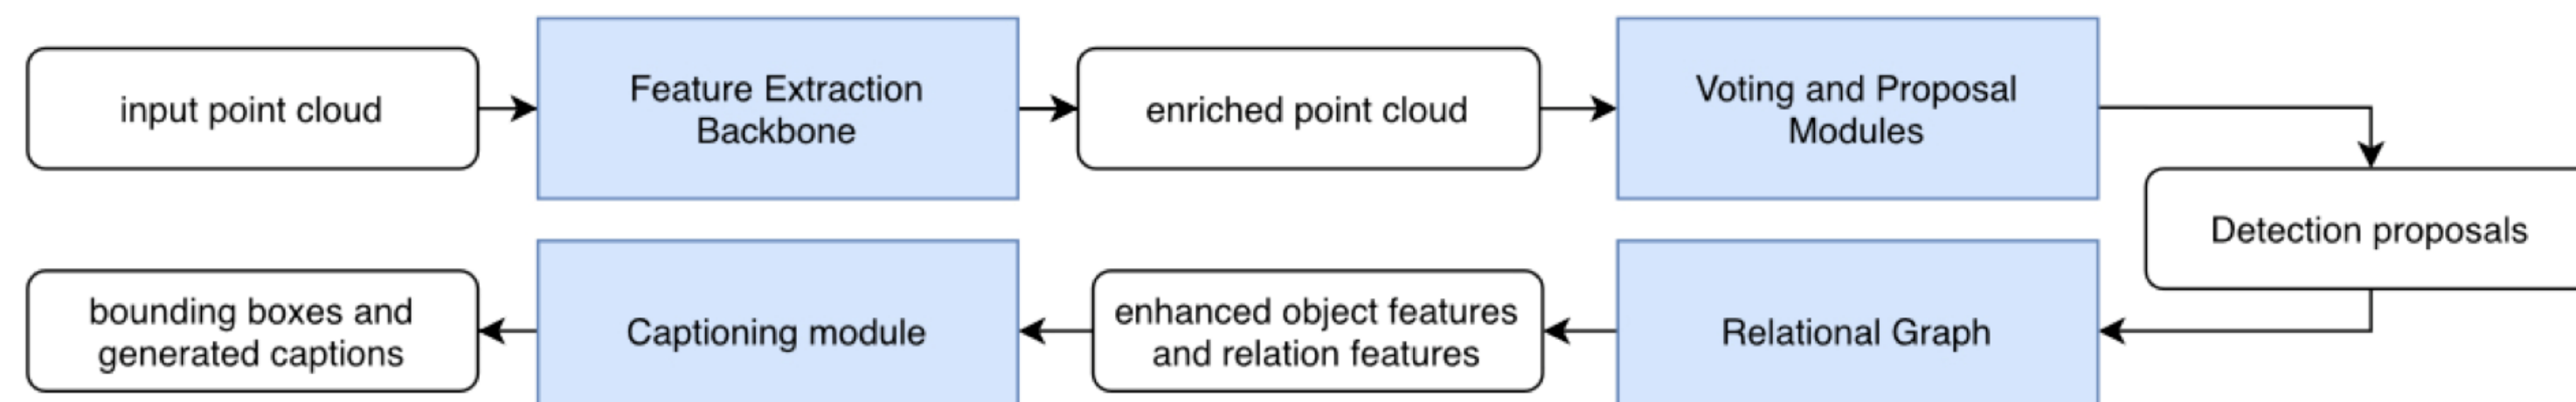 input point cloud
Feature Extraction
Backbone
enriched point cloud
Voting and Proposal
Modules
Detection proposals
Relational Graph
enhanced object features
and relation features
Captioning module
bounding boxes and
generated captions